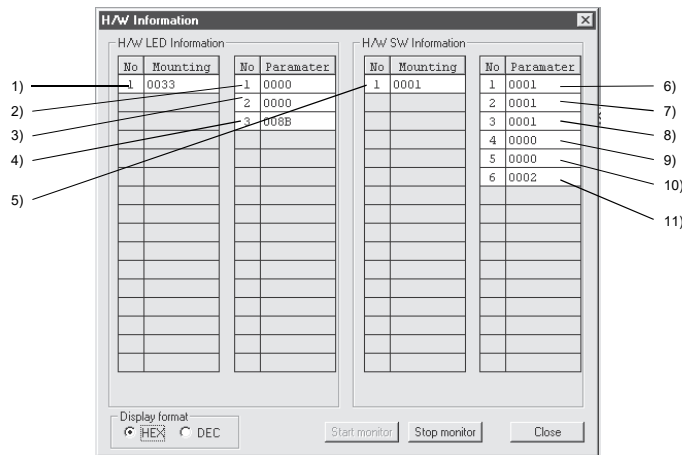 H/W Information
H/W LED Information
H/W SW Information
No Mounting No Paramater No Mounting No Paramater
1) 1 0033 1 0000 1 0001 1 0001 6)
2) 2 0000 2 0001 7)
3) 3 008B 3 0001 8)
4) 4 0000 9)
5) 5 0000 10)
6 0002 11)
Display format
HEX DEC
Start monitor Stop monitor Close